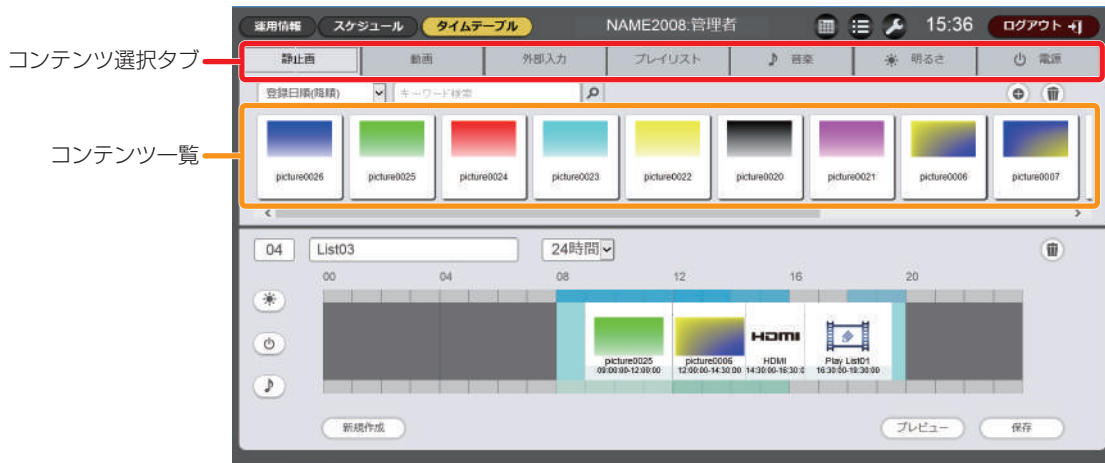 運用情報 スケジュール タイムテーブル NAME2008:管理者 15:36 ログアウト
コンテンツ選択タブ 静止画 動画 外部入力 プレイリスト 音楽 明るさ 電源
登録日順(降順) キーワード検索
コンテンツ一覧
picture0026 picture0025 picture0024 picture0023 picture0022 picture0020 picture0021 picture0006 picture0007
04 List03 24時間
00 04 08 12 16 20
HDMI
picture0025 picture0006 HDMI Play List01
09:00:00-12:00:00 12:00:00-14:30:00 14:30:00-16:30:0 16:30:00-19:30:00
新規作成 プレビュー 保存